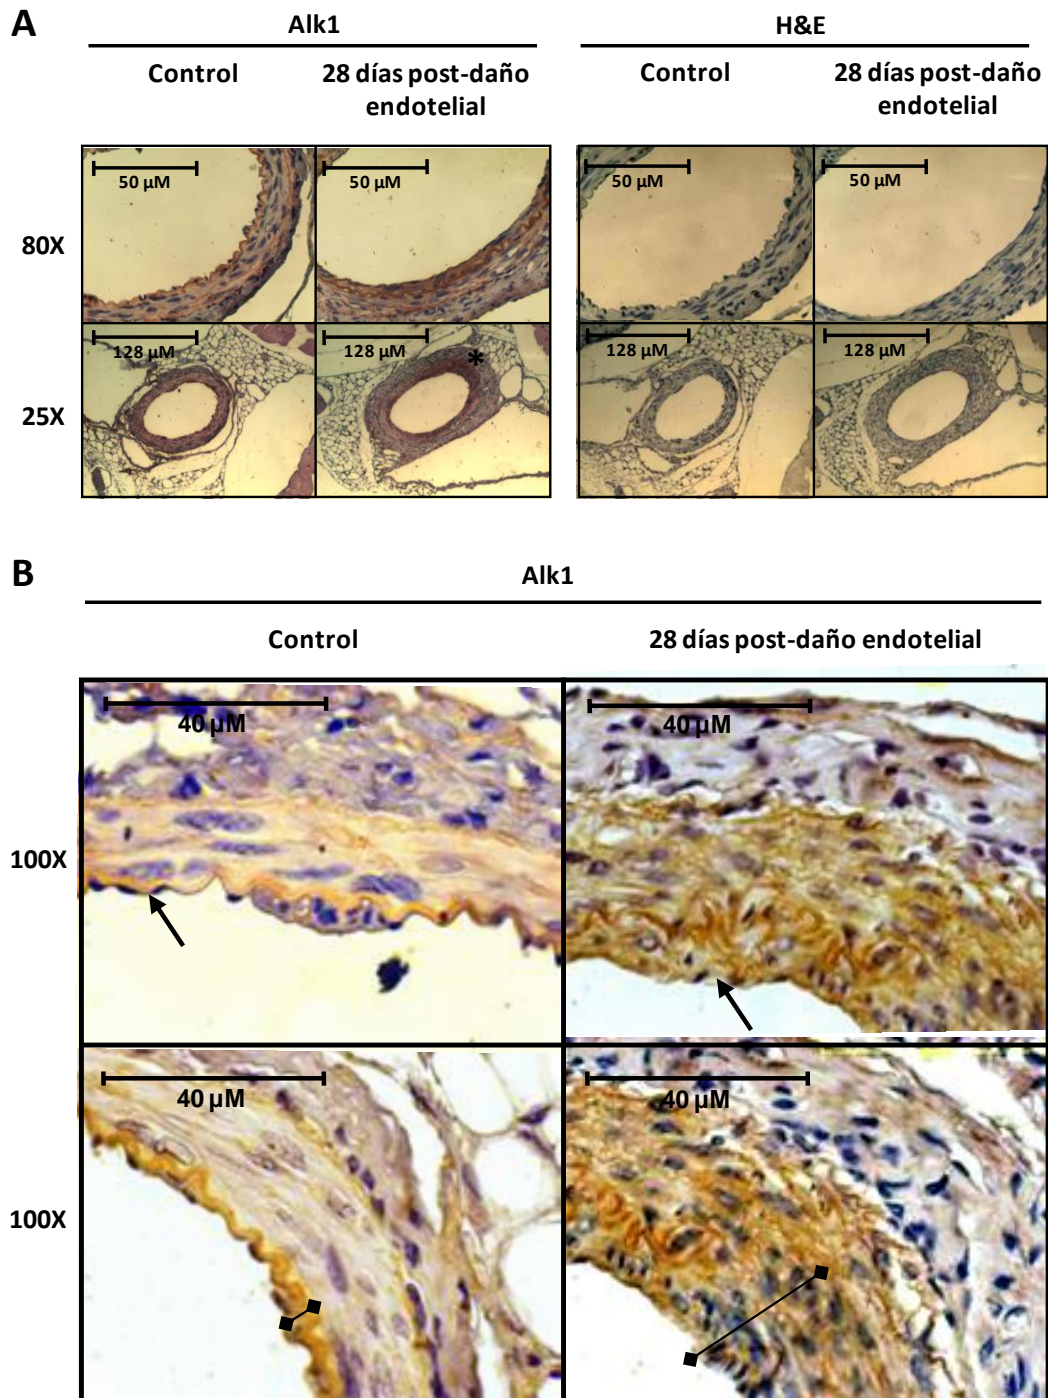 A
Alk1
H&E
Control
28 días post-daño
endotelial
Control
28 días post-daño
endotelial
80X
50 µM
50 µM
50 µM
50 µM
25X
128 µM
128 µM
*
128 µM
128 µM
B
Alk1
Control
28 días post-daño endotelial
100X
40 µM
40 µM
100X
40 µM
40 µM